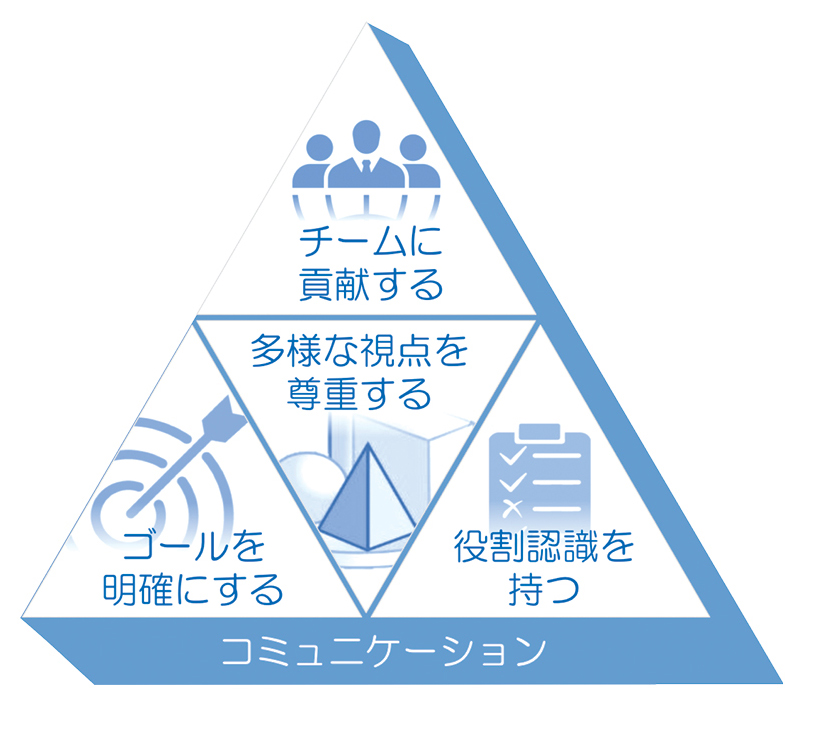 チームに
貢献する
多様な視点を
尊重する
ゴールを
明確にする
役割認識を
持つ
コミュニケーション